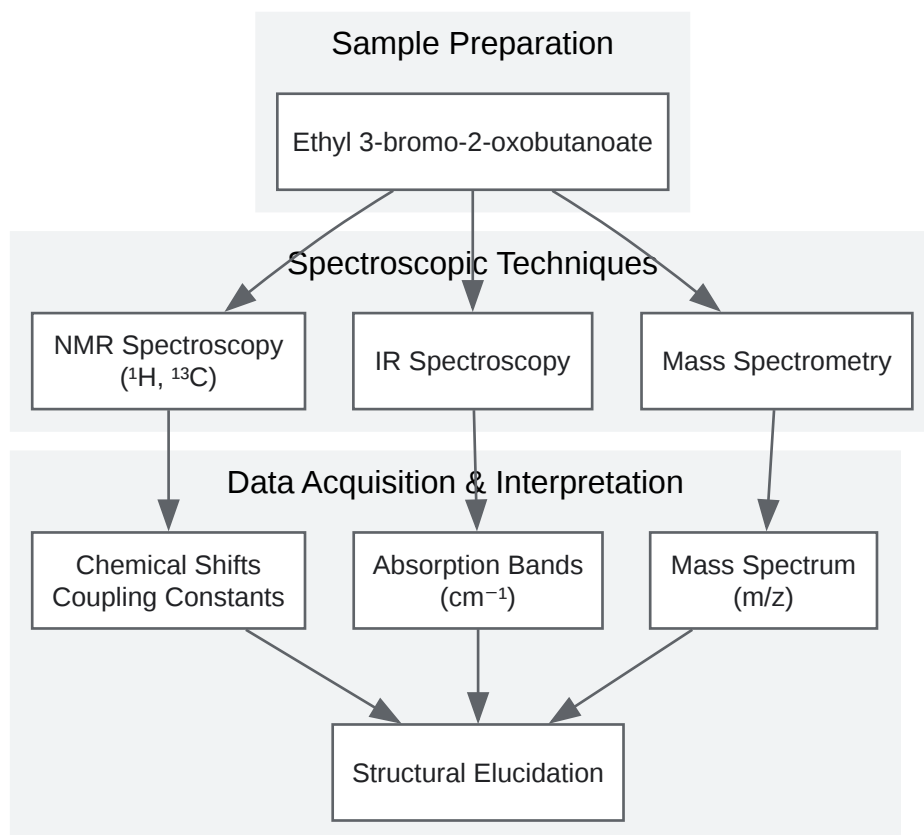 Sample Preparation
Ethyl 3-bromo-2-oxobutanoate
Spectroscopic Techniques
NMR Spectroscopy
(¹H, ¹³C)
IR Spectroscopy
Mass Spectrometry
Data Acquisition & Interpretation
Chemical Shifts
Coupling Constants
Absorption Bands
(cm⁻¹)
Mass Spectrum
(m/z)
Structural Elucidation